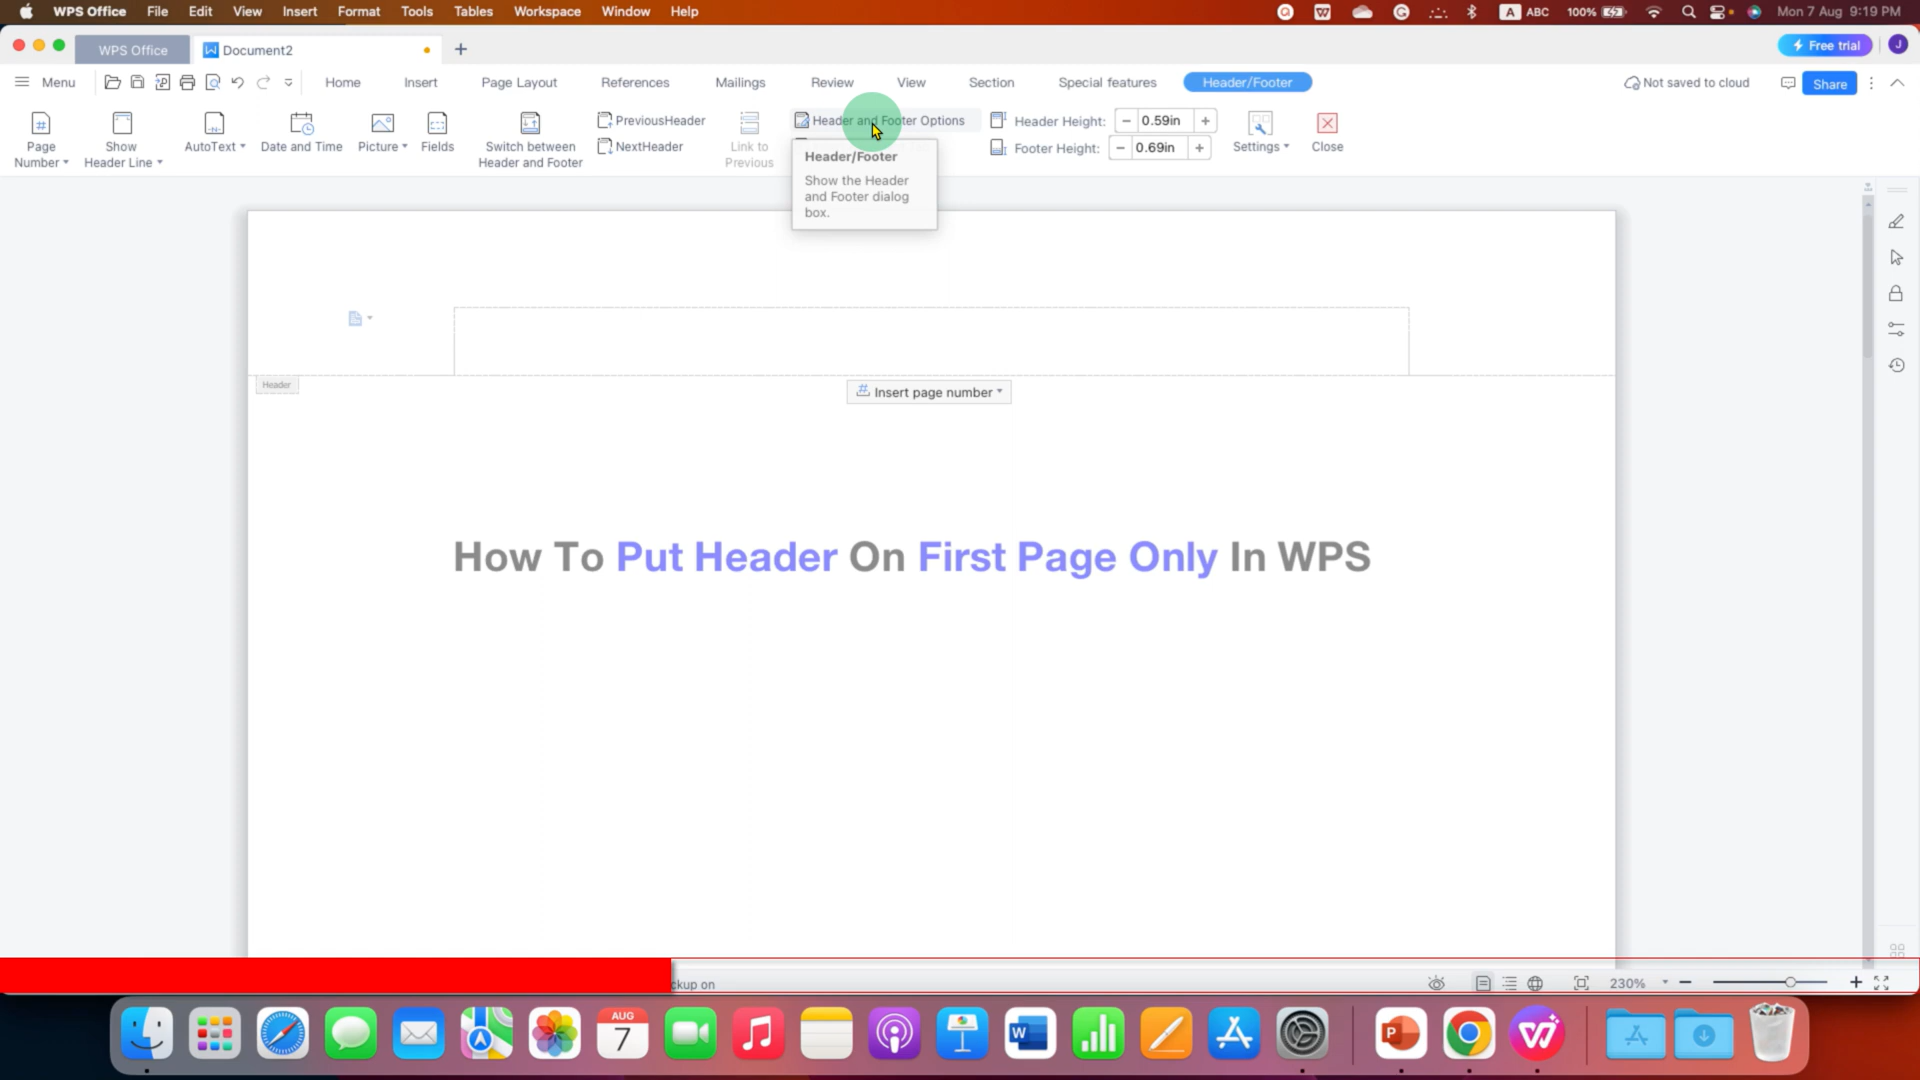 WPS Office File Edit View Insert Format Tools Tables Workspace Window Help A ABC 100% Mon 7 Aug 9:19 PM
WPS Office Document2 + Free trial J
Menu Home Insert Page Layout References Mailings Review View Section Special features Header/Footer Not saved to cloud Share
Header and Footer Options
PreviousHeader
Header Height: − 0.59in +
Page Number
Show Header Line
AutoText
Date and Time
Picture
Fields
Switch between Header and Footer
NextHeader
Link to Previous
Footer Height: − 0.69in +
Settings
Close
Header/Footer
Show the Header
and Footer dialog
box.
Header
Insert page number
How To Put Header On First Page Only In WPS
ckup on
230%
AUG
7